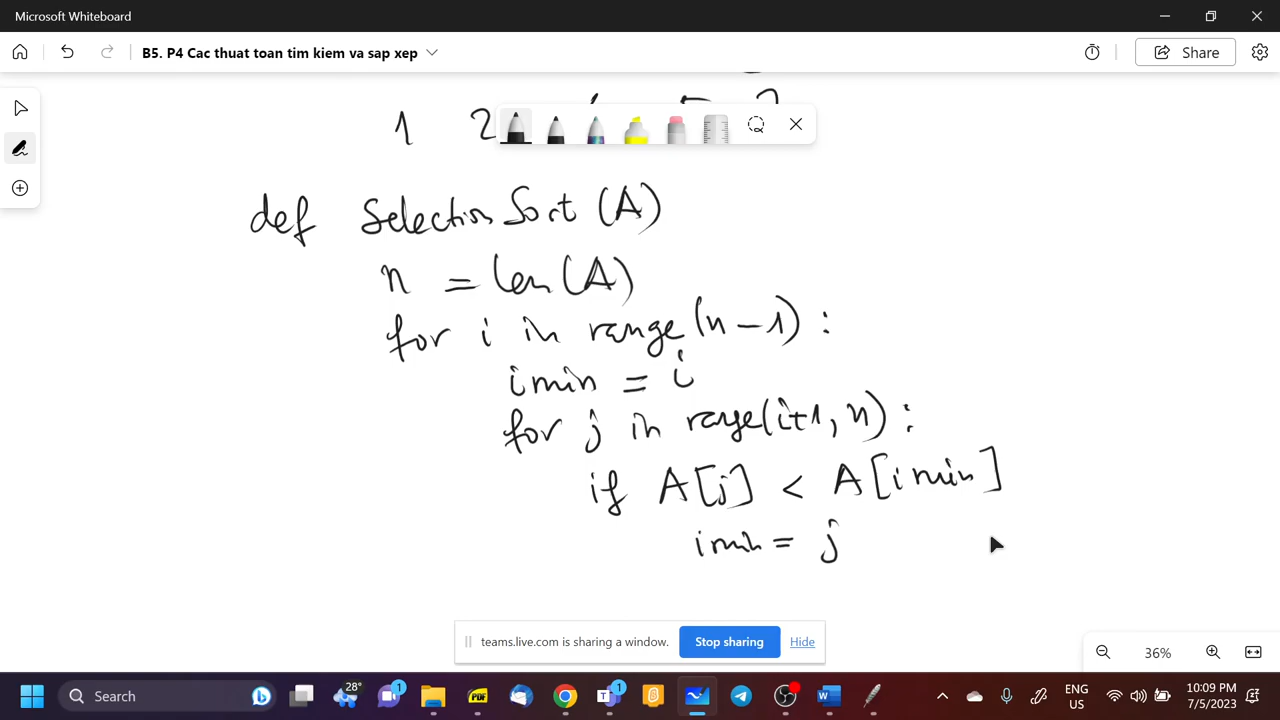 Microsoft Whiteboard
B5. P4 Cac thuat toan tim kiem va sap xep
Share
1 2
def SelectionSort (A)
n = len(A)
for i in range(n-1) :
imin = i
for j in range(i+1, n) :
if A[j] < A[imin]
imin = j
teams.live.com is sharing a window.
Stop sharing
Hide
36%
Search
28°
1
1
ENG
US
10:09 PM
7/5/2023